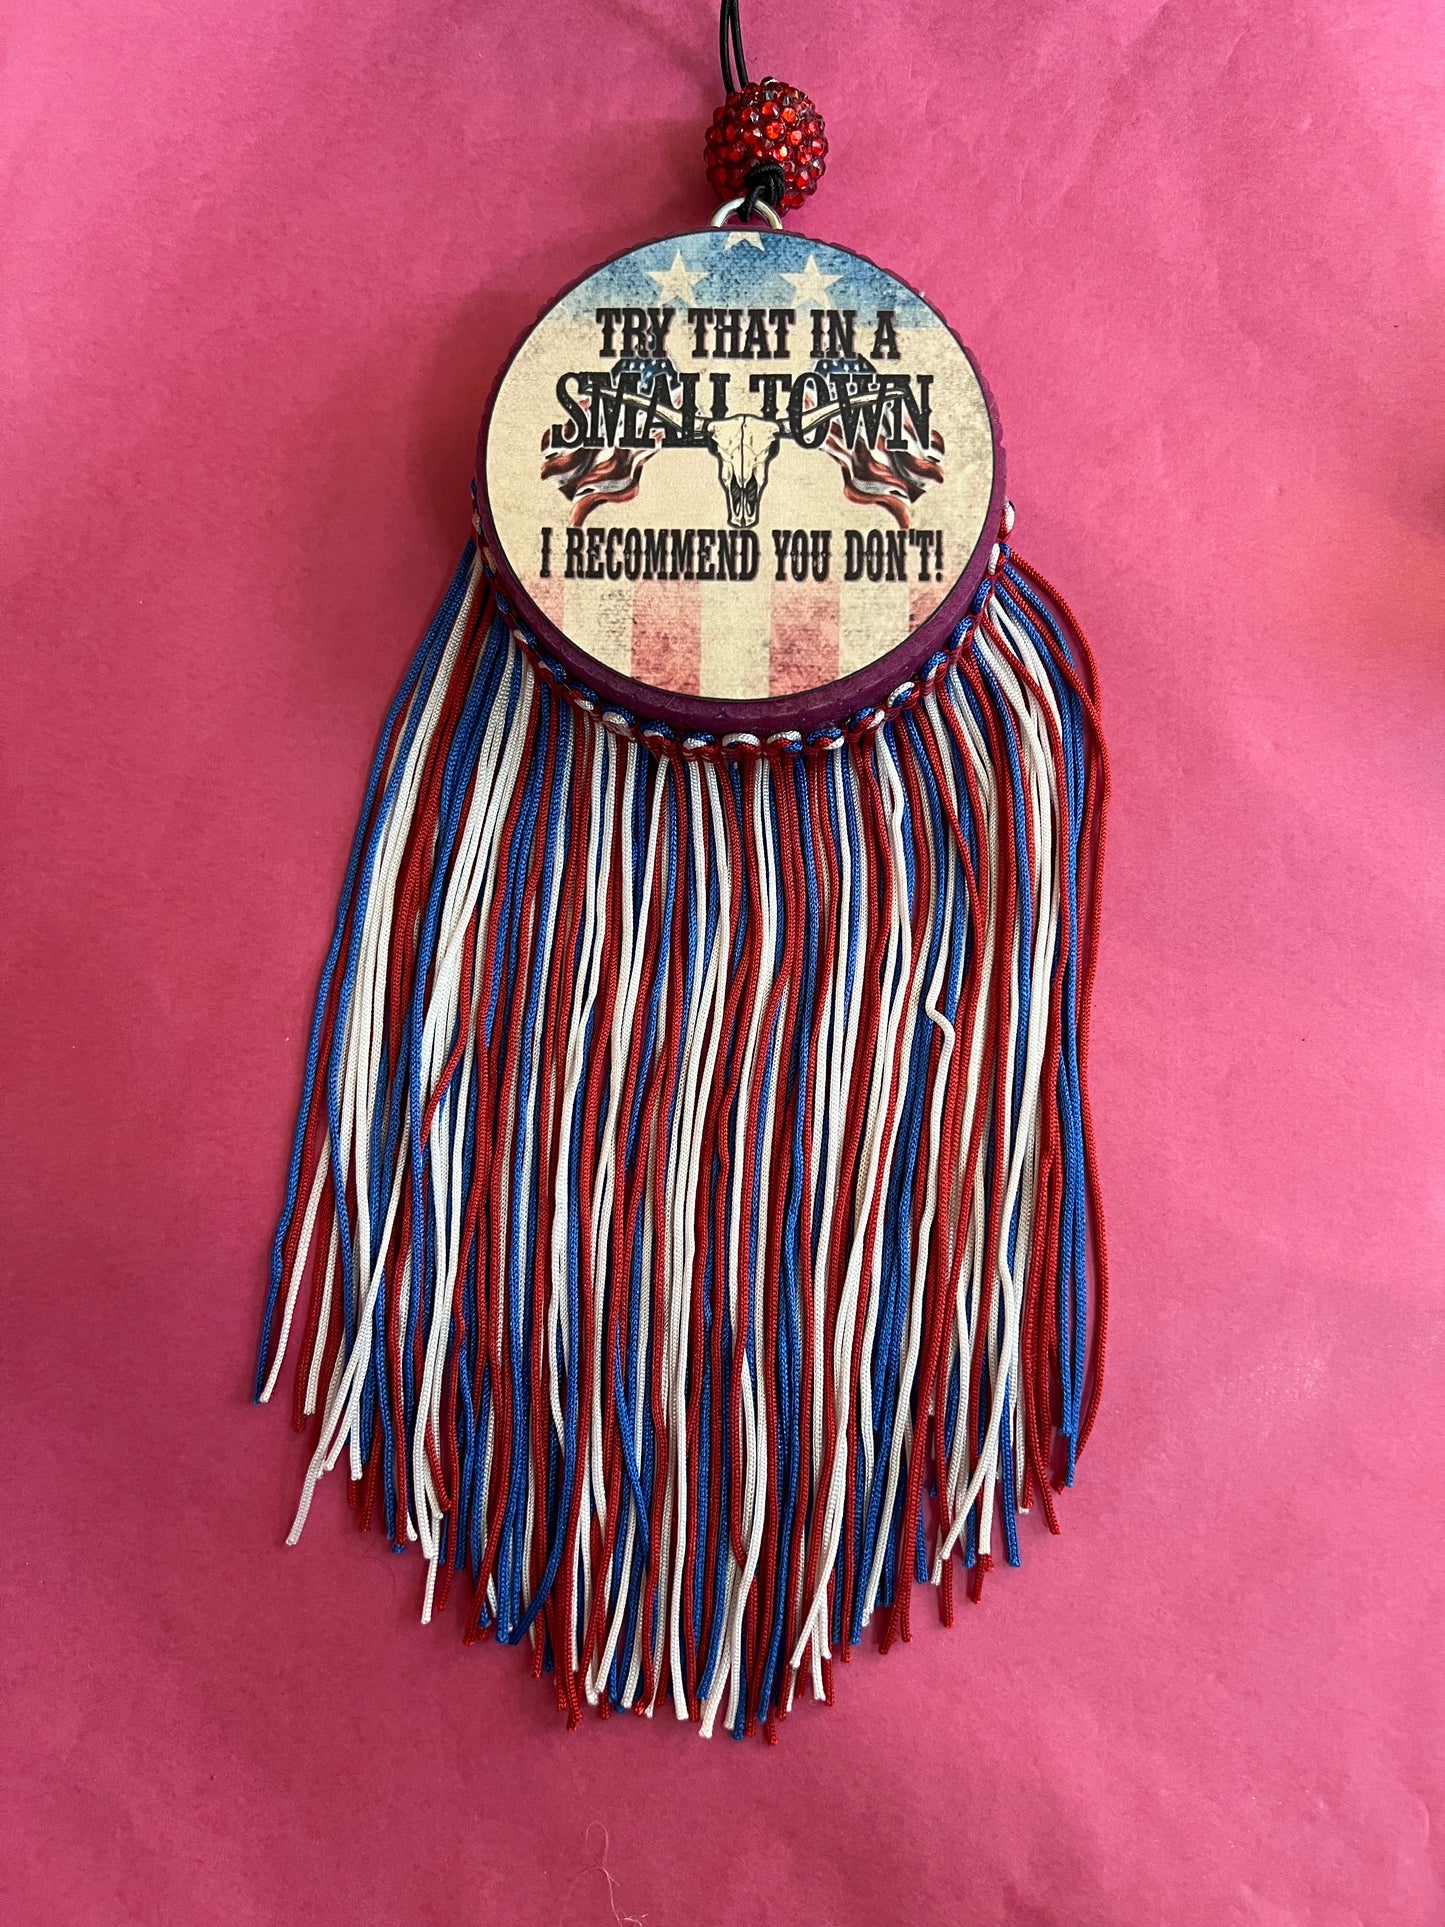 TRY THAT IN A
SMALL TOWN
I RECOMMEND YOU DON'T!